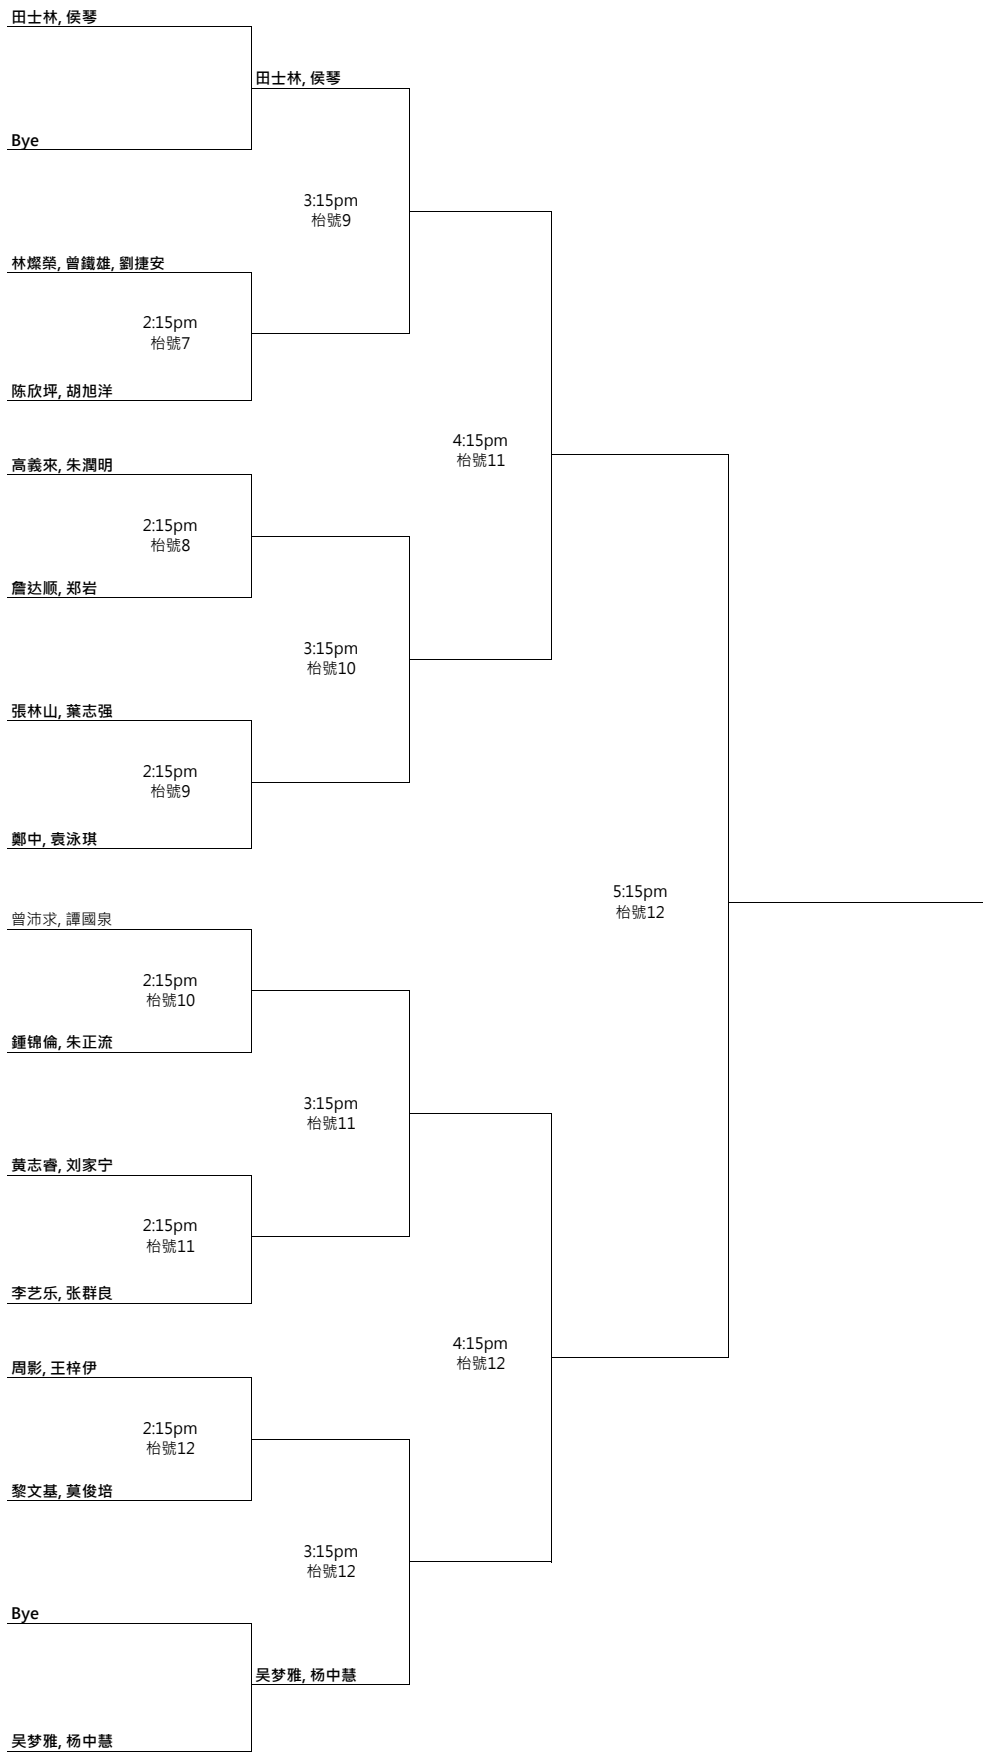 田士林, 侯琴
田士林, 侯琴
Bye
3:15pm
枱號9
林燦榮, 曾鐵雄, 劉捷安
2:15pm
枱號7
陈欣坪, 胡旭洋
4:15pm
枱號11
高義來, 朱潤明
2:15pm
枱號8
詹达顺, 郑岩
3:15pm
枱號10
張林山, 葉志强
2:15pm
枱號9
鄭中, 袁泳琪
5:15pm
枱號12
曾沛求, 譚國泉
2:15pm
枱號10
鍾锦倫, 朱正流
3:15pm
枱號11
黄志睿, 刘家宁
2:15pm
枱號11
李艺乐, 张群良
4:15pm
枱號12
周影, 王梓伊
2:15pm
枱號12
黎文基, 莫俊培
3:15pm
枱號12
Bye
吴梦雅, 杨中慧
吴梦雅, 杨中慧